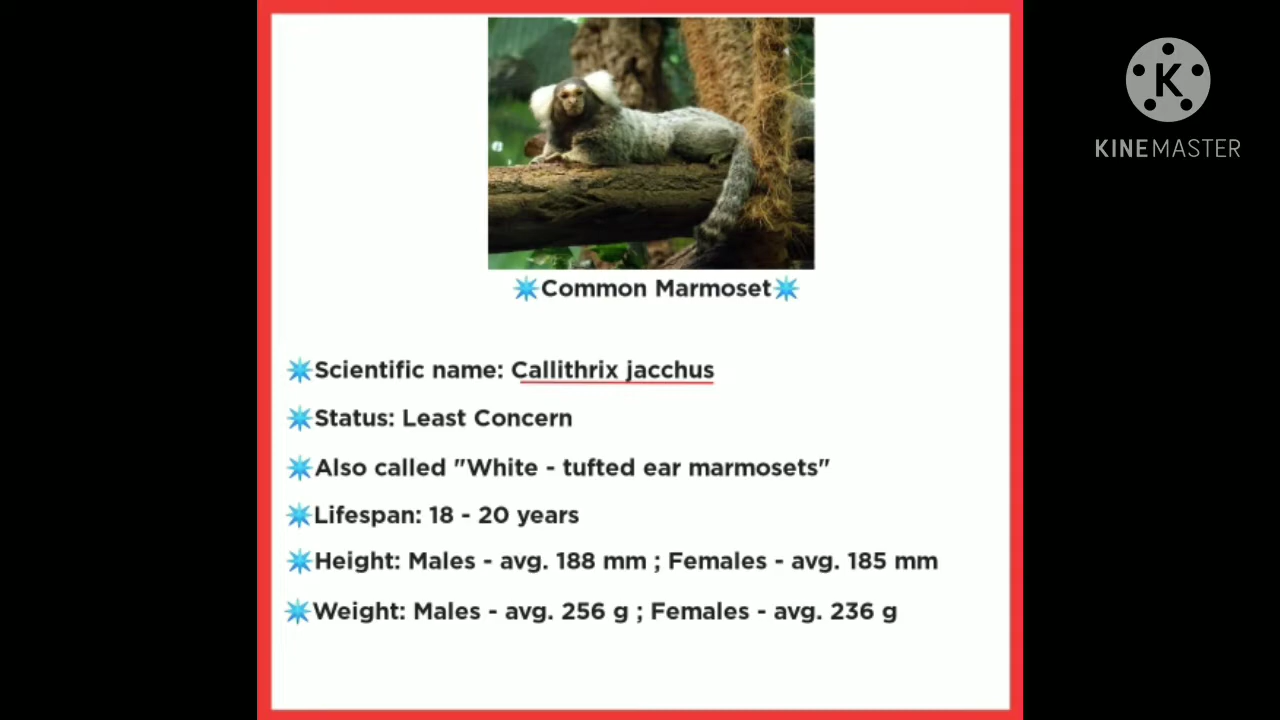 K
KINEMASTER
Common Marmoset
Scientific name: Callithrix jacchus
Status: Least Concern
Also called "White - tufted ear marmosets"
Lifespan: 18 - 20 years
Height: Males - avg. 188 mm ; Females - avg. 185 mm
Weight: Males - avg. 256 g ; Females - avg. 236 g